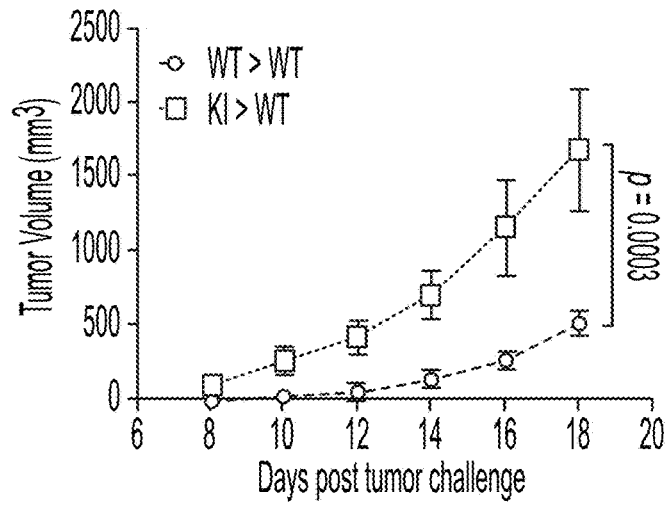 2500
2000
1500
1000
500
0
Tumor Volume (mm³)
WT > WT
KI > WT
p = 0.0003
6 8 10 12 14 16 18 20
Days post tumor challenge